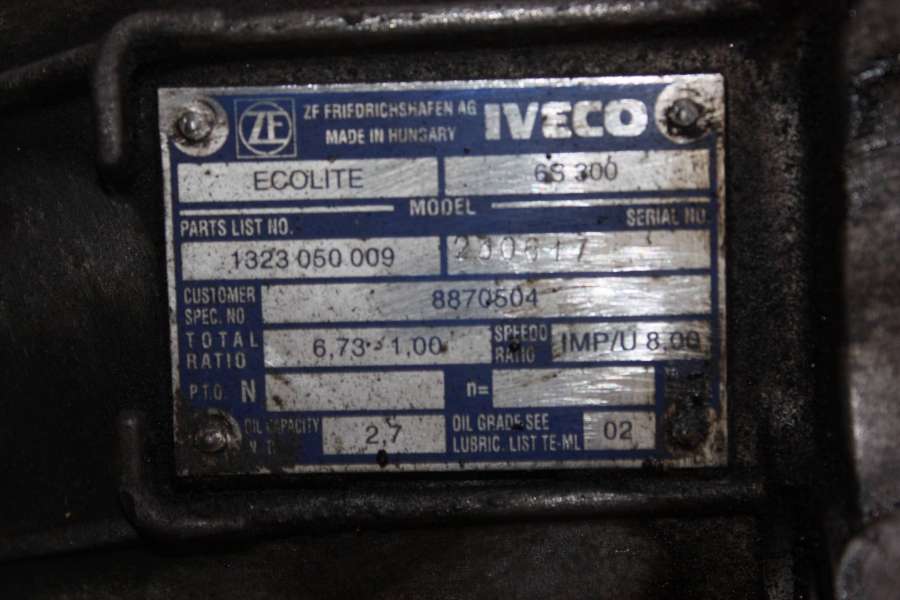 ZF
ZF FRIEDRICHSHAFEN AG
MADE IN HUNGARY
IVECO
ECOLITE 6S 300
MODEL
PARTS LIST NO. SERIAL NO.
1323 050 009 230617
CUSTOMER SPEC. NO 8870504
TOTAL RATIO 6,73 - 1,00 SPEEDO RATIO IMP/U 8,00
P.T.O. N n=
OIL CAPACITY 2,7 OIL GRADE SEE
LUBRIC. LIST TE-ML 02